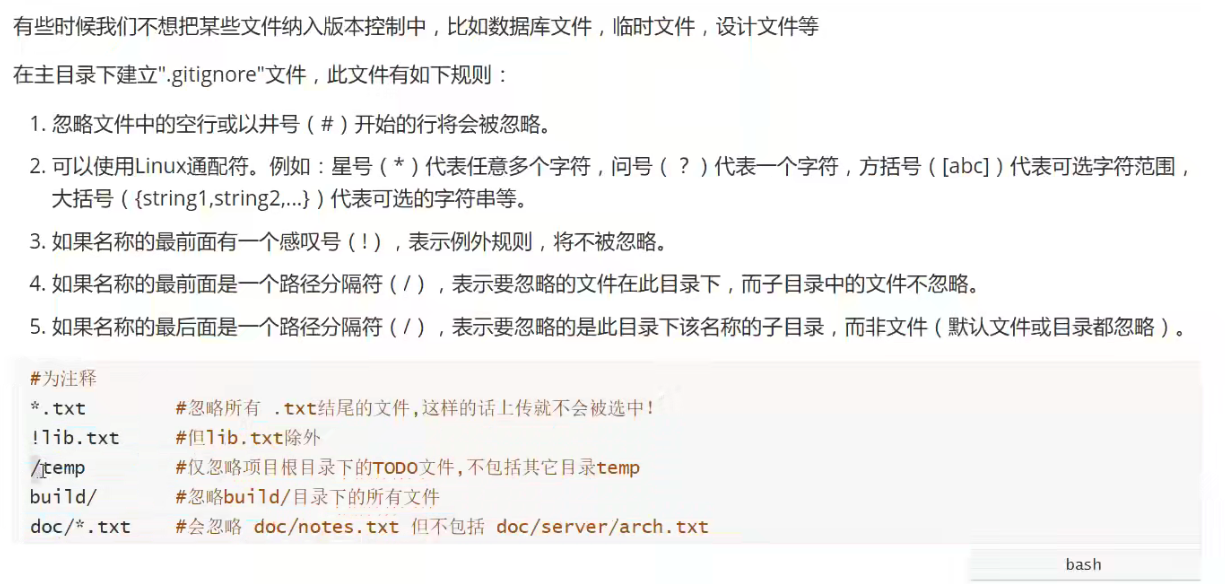 有些时候我们不想把某些文件纳入版本控制中，比如数据库文件，临时文件，设计文件等
在主目录下建立".gitignore"文件，此文件有如下规则：
1. 忽略文件中的空行或以井号（#）开始的行将会被忽略。
2. 可以使用Linux通配符。例如：星号（*）代表任意多个字符，问号（？）代表一个字符，方括号（[abc]）代表可选字符范围，
大括号（{string1,string2,...}）代表可选的字符串等。
3. 如果名称的最前面有一个感叹号（!），表示例外规则，将不被忽略。
4. 如果名称的最前面是一个路径分隔符（/），表示要忽略的文件在此目录下，而子目录中的文件不忽略。
5. 如果名称的最后面是一个路径分隔符（/），表示要忽略的是此目录下该名称的子目录，而非文件（默认文件或目录都忽略）。
#为注释
*.txt #忽略所有 .txt结尾的文件,这样的话上传就不会被选中!
!lib.txt #但lib.txt除外
/temp #仅忽略项目根目录下的TODO文件,不包括其它目录temp
build/ #忽略build/目录下的所有文件
doc/*.txt #会忽略 doc/notes.txt 但不包括 doc/server/arch.txt
bash